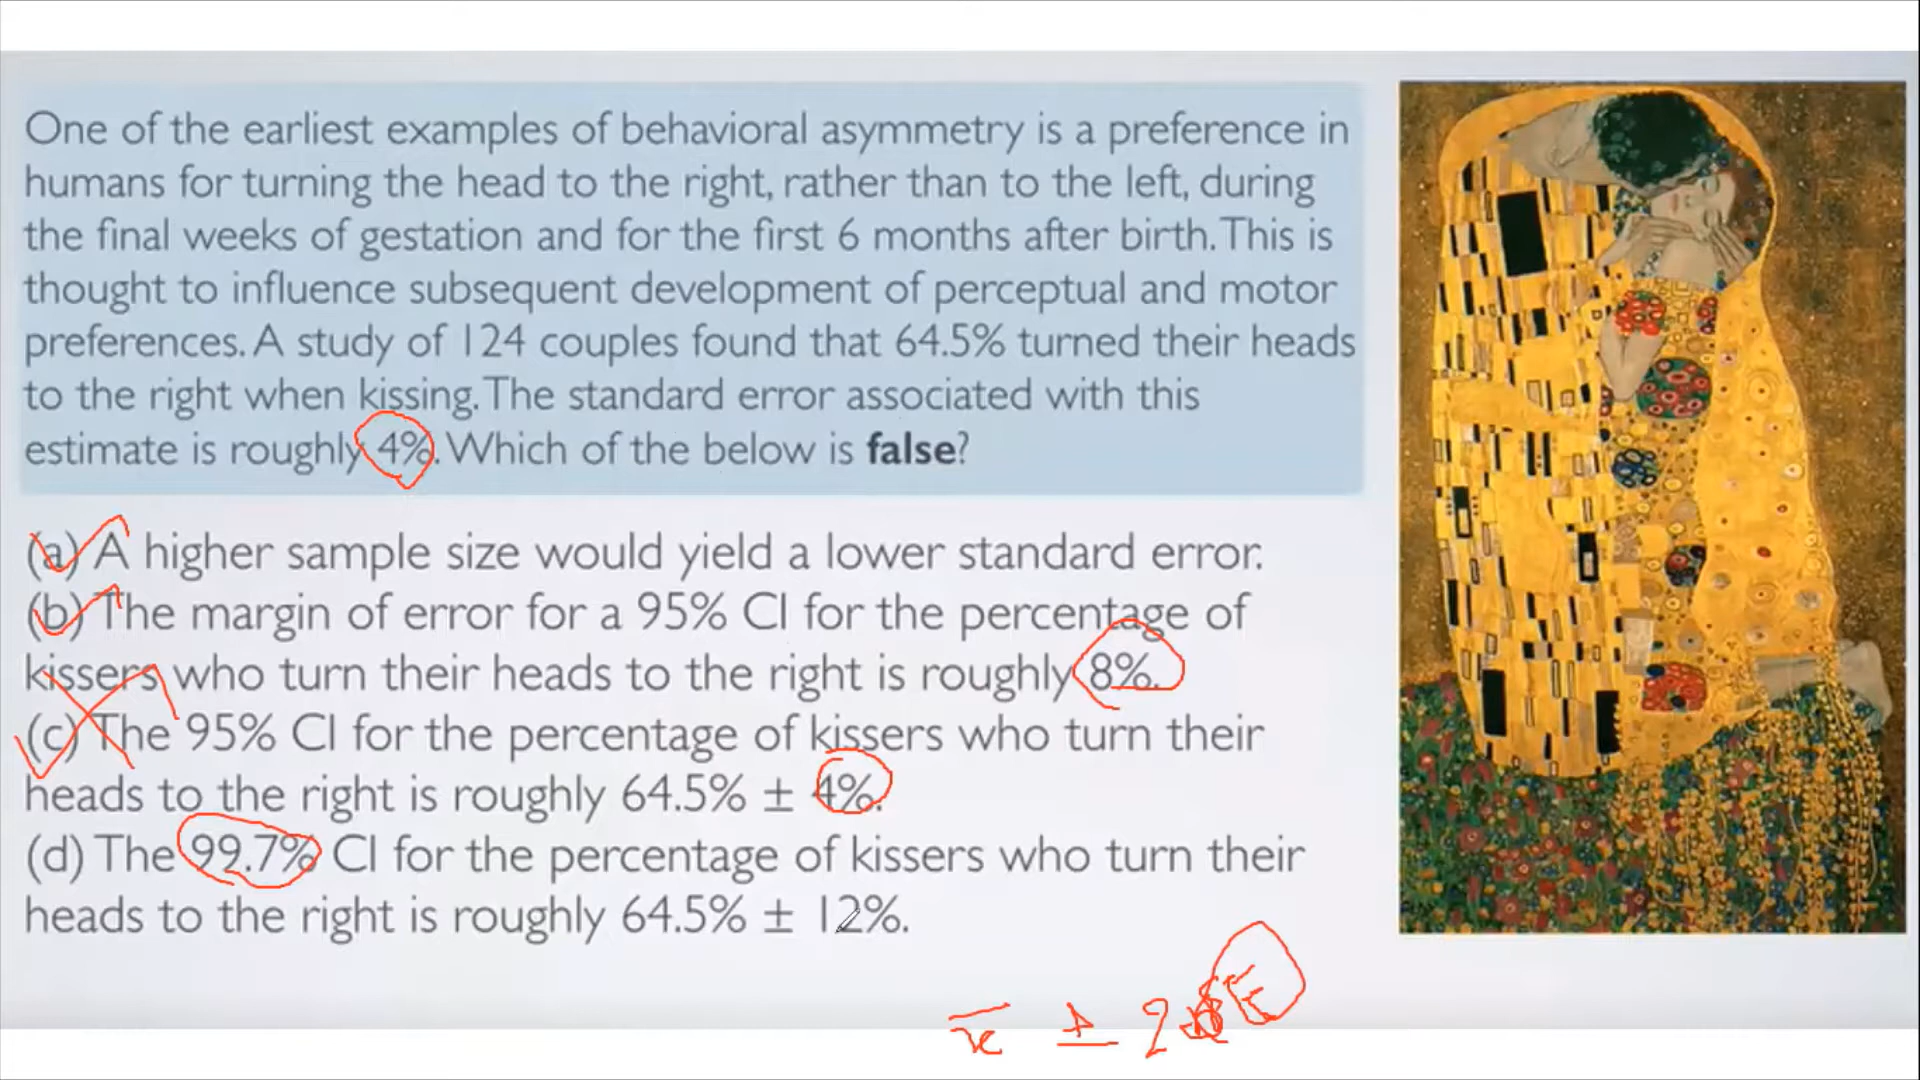 One of the earliest examples of behavioral asymmetry is a preference in
humans for turning the head to the right, rather than to the left, during
the final weeks of gestation and for the first 6 months after birth. This is
thought to influence subsequent development of perceptual and motor
preferences. A study of 124 couples found that 64.5% turned their heads
to the right when kissing. The standard error associated with this
estimate is roughly 4%. Which of the below is false?
(a) A higher sample size would yield a lower standard error.
(b) The margin of error for a 95% CI for the percentage of
kissers who turn their heads to the right is roughly 8%.
(c) The 95% CI for the percentage of kissers who turn their
heads to the right is roughly 64.5% ± 4%.
(d) The 99.7% CI for the percentage of kissers who turn their
heads to the right is roughly 64.5% ± 12%.
x̄ ± 2 SE